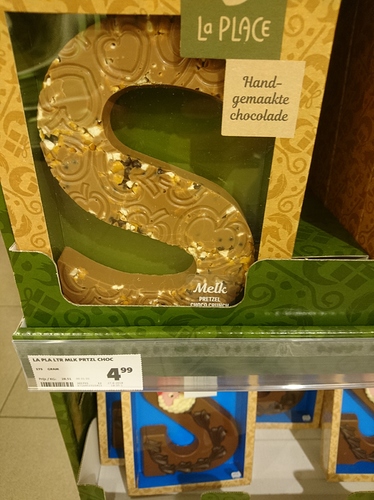 La PLACE
Hand-
gemaakte
chocolade
Melk
PRETZEL
CHOCO CRUNCH
LA PLA LTR MLK PRTZL CHOC
4.99